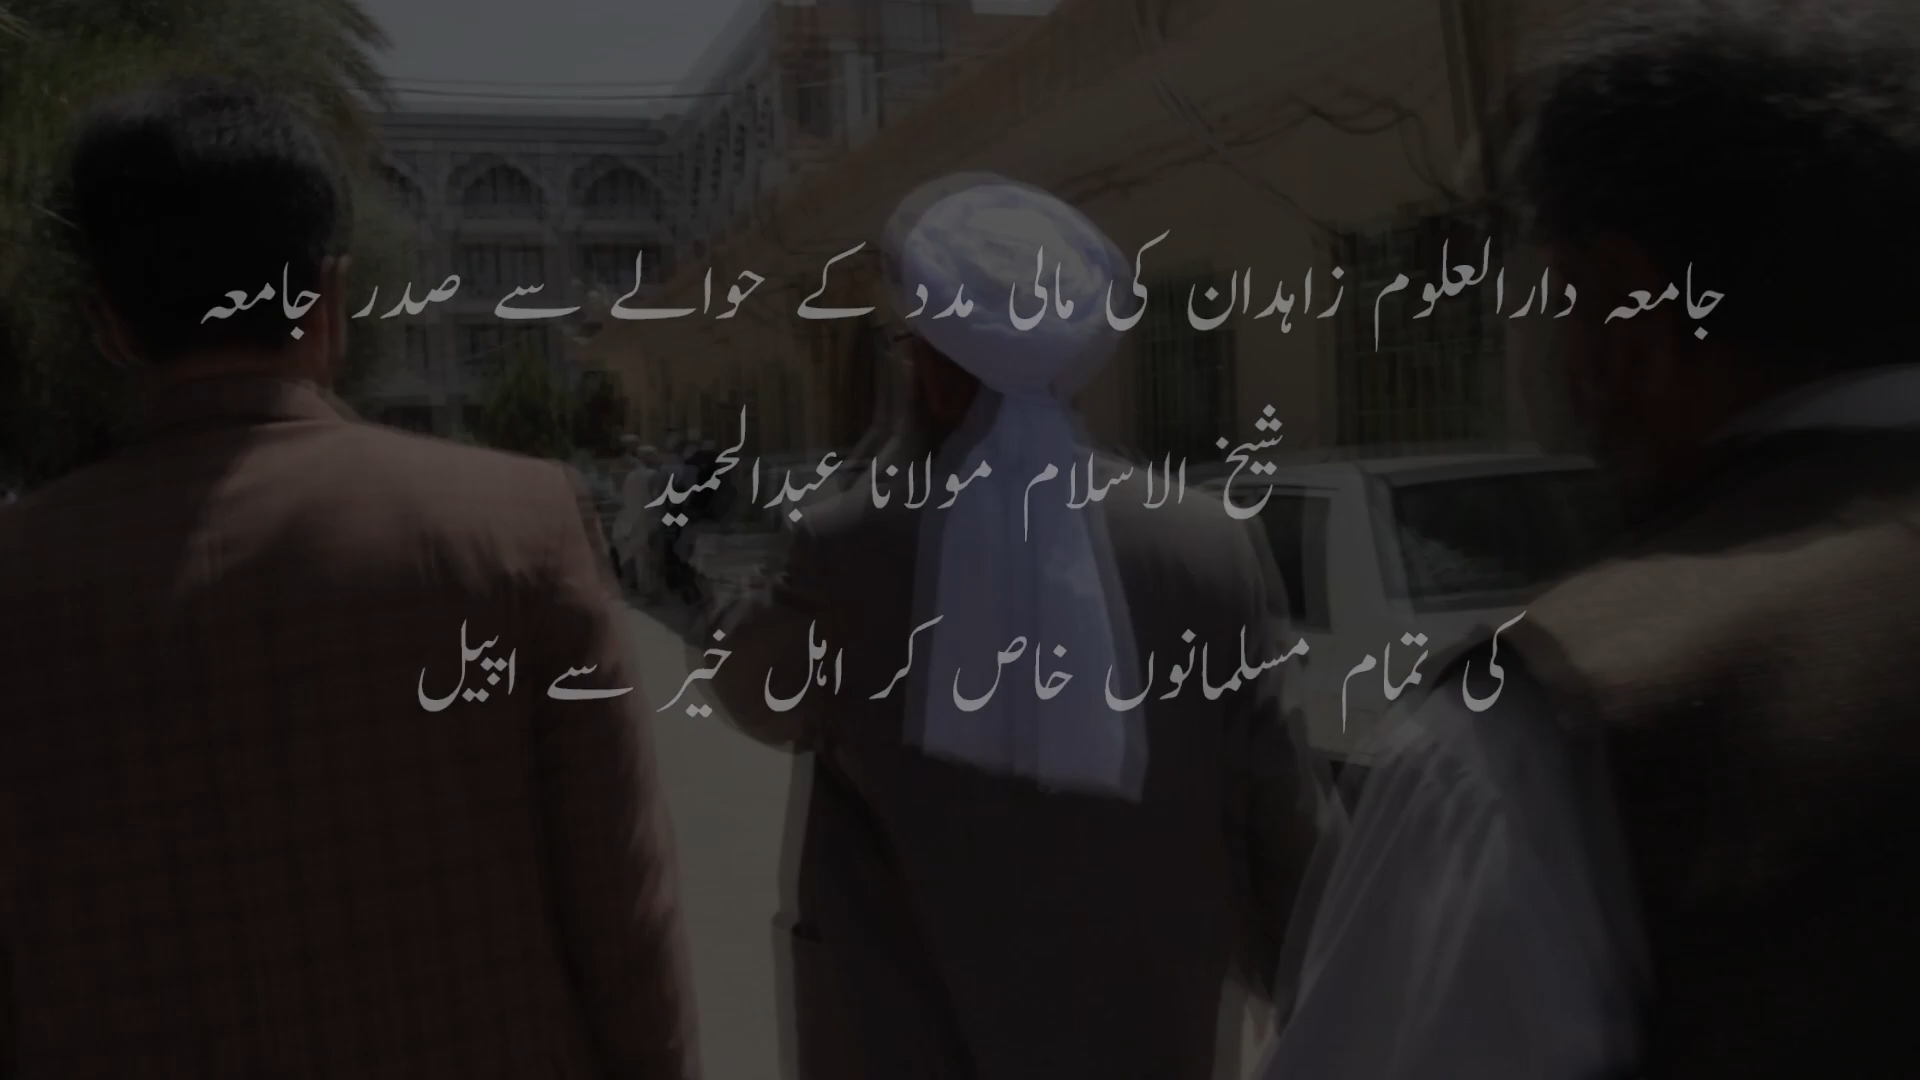 جامعہ دارالعلوم زاہدان کی مالی مدد کے حوالے سے صدر جامعہ
شیخ الاسلام مولانا عبدالحمید
کی تمام مسلمانوں خاص کر اہل خیر سے اپیل